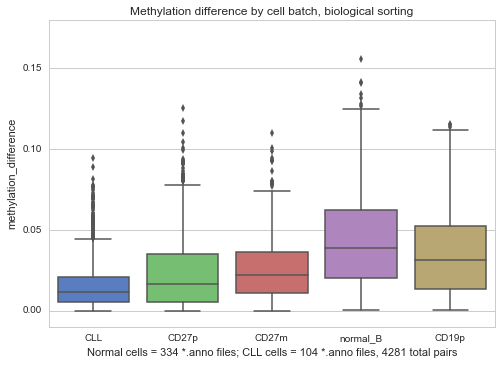 Methylation difference by cell batch, biological sorting
methylation_difference
0.15
0.10
0.05
0.00
CLL CD27p CD27m normal_B CD19p
Normal cells = 334 *.anno files; CLL cells = 104 *.anno files, 4281 total pairs